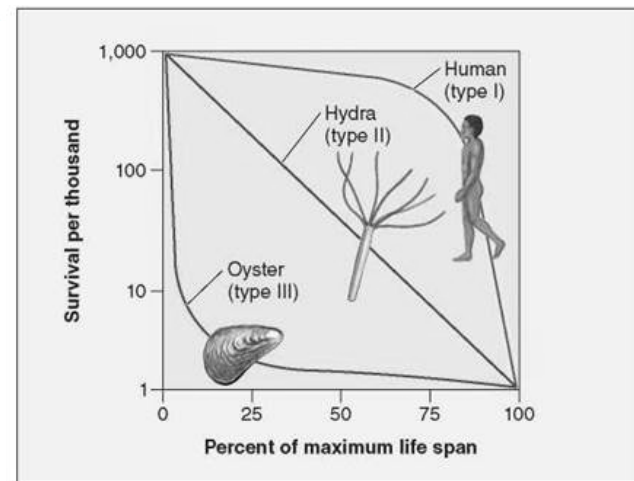 1,000
100
10
1
Survival per thousand
Human
(type I)
Hydra
(type II)
Oyster
(type III)
0 25 50 75 100
Percent of maximum life span